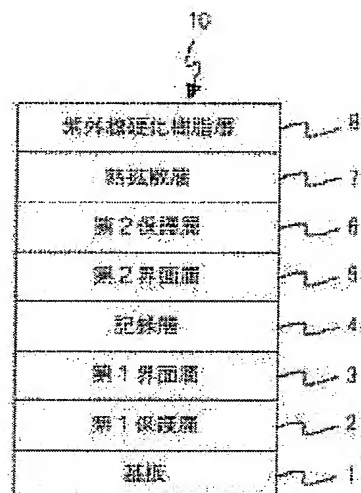 10
紫外線硬化樹脂層 8
熱拡散層 7
第2保護層 6
第2界面層 5
記録層 4
第1界面層 3
第1保護層 2
基板 1